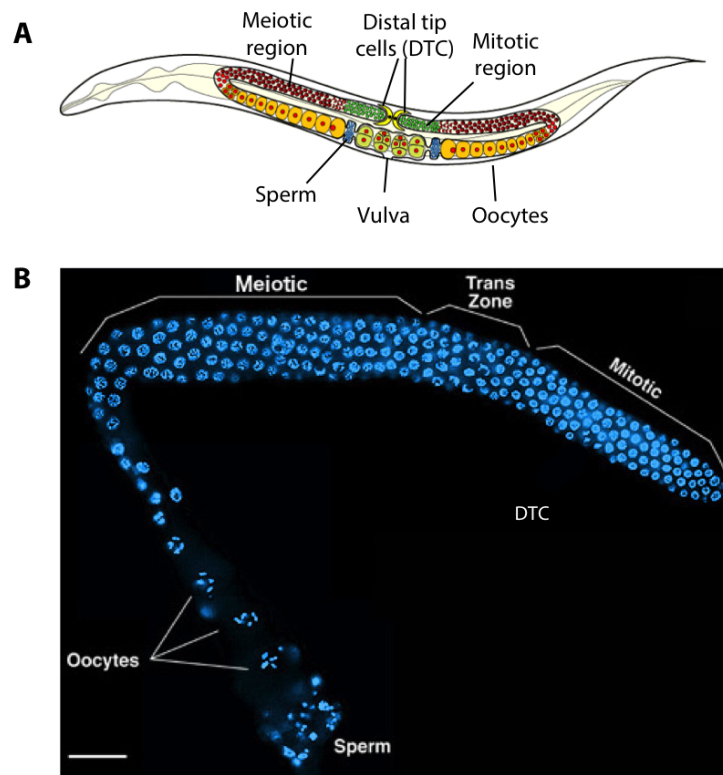 A
Meiotic
region
Distal tip
cells (DTC)
Mitotic
region
Sperm
Vulva
Oocytes
B
Meiotic
Trans
Zone
Mitotic
DTC
Oocytes
Sperm